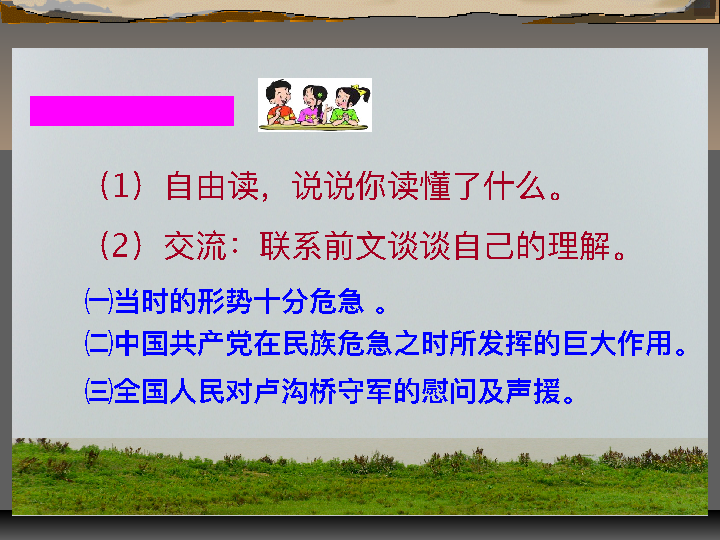 （1）自由读，说说你读懂了什么。
（2）交流：联系前文谈谈自己的理解。
㈠当时的形势十分危急 。
㈡中国共产党在民族危急之时所发挥的巨大作用。
㈢全国人民对卢沟桥守军的慰问及声援。